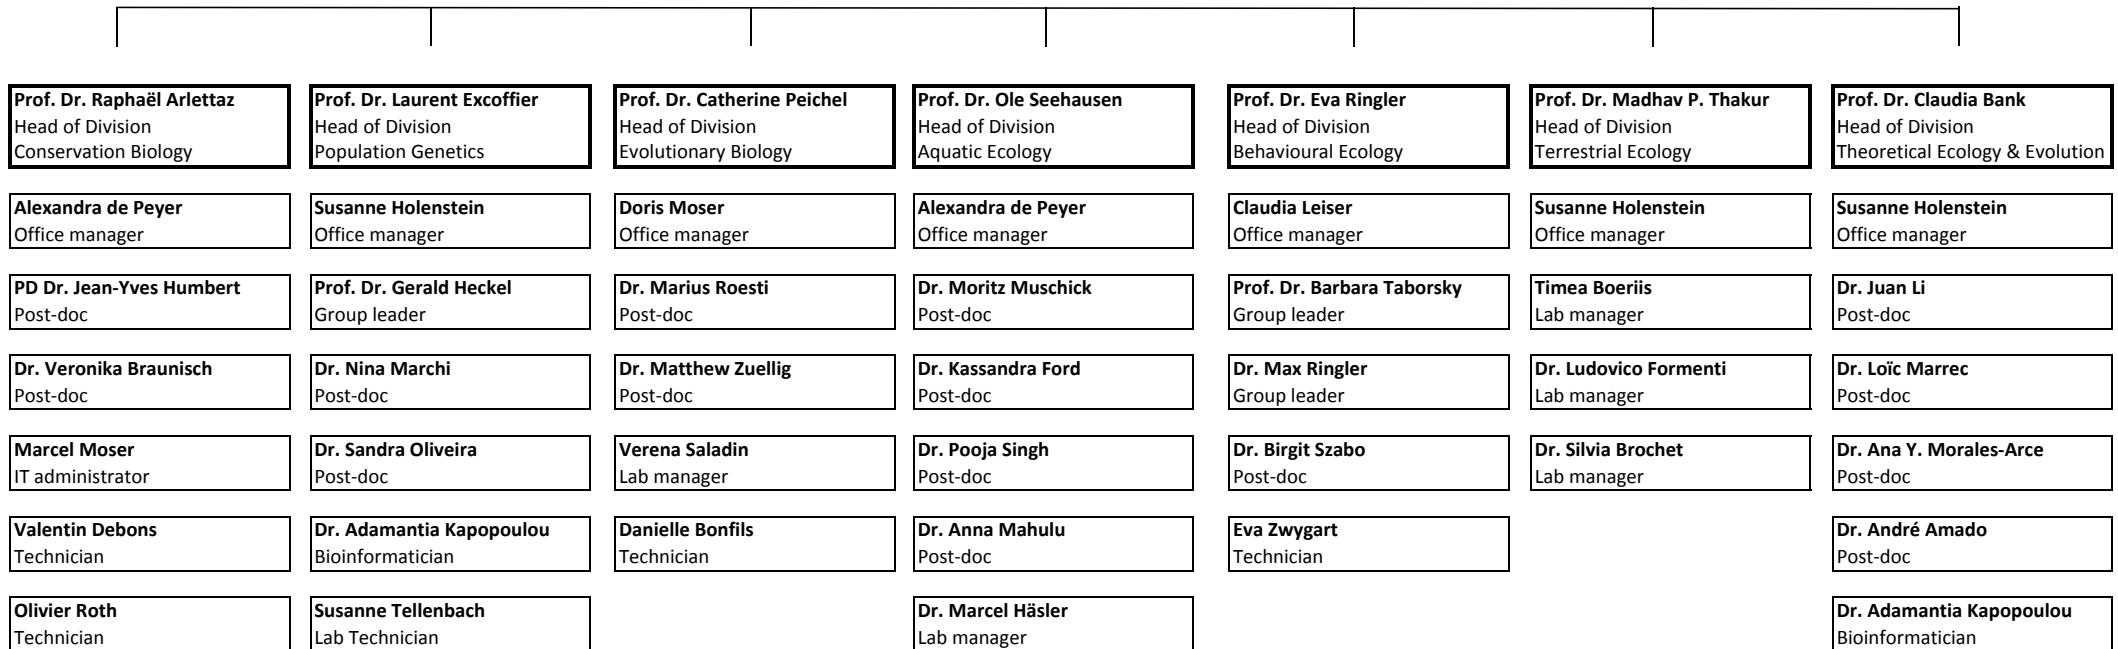 Prof. Dr. Raphaël Arlettaz
Head of Division
Conservation Biology
Alexandra de Peyer
Office manager
PD Dr. Jean-Yves Humbert
Post-doc
Dr. Veronika Braunisch
Post-doc
Marcel Moser
IT administrator
Valentin Debons
Technician
Olivier Roth
Technician
Prof. Dr. Laurent Excoffier
Head of Division
Population Genetics
Susanne Holenstein
Office manager
Prof. Dr. Gerald Heckel
Group leader
Dr. Nina Marchi
Post-doc
Dr. Sandra Oliveira
Post-doc
Dr. Adamantia Kapopoulou
Bioinformatician
Susanne Tellenbach
Lab Technician
Prof. Dr. Catherine Peichel
Head of Division
Evolutionary Biology
Doris Moser
Office manager
Dr. Marius Roesti
Post-doc
Dr. Matthew Zuellig
Post-doc
Verena Saladin
Lab manager
Danielle Bonfils
Technician
Prof. Dr. Ole Seehausen
Head of Division
Aquatic Ecology
Alexandra de Peyer
Office manager
Dr. Moritz Muschick
Post-doc
Dr. Kassandra Ford
Post-doc
Dr. Pooja Singh
Post-doc
Dr. Anna Mahulu
Post-doc
Dr. Marcel Häsler
Lab manager
Prof. Dr. Eva Ringler
Head of Division
Behavioural Ecology
Claudia Leiser
Office manager
Prof. Dr. Barbara Taborsky
Group leader
Dr. Max Ringler
Group leader
Dr. Birgit Szabo
Post-doc
Eva Zwygart
Technician
Prof. Dr. Madhav P. Thakur
Head of Division
Terrestrial Ecology
Susanne Holenstein
Office manager
Timea Boeriis
Lab manager
Dr. Ludovico Formenti
Lab manager
Dr. Silvia Brochet
Lab manager
Prof. Dr. Claudia Bank
Head of Division
Theoretical Ecology & Evolution
Susanne Holenstein
Office manager
Dr. Juan Li
Post-doc
Dr. Loïc Marrec
Post-doc
Dr. Ana Y. Morales-Arce
Post-doc
Dr. André Amado
Post-doc
Dr. Adamantia Kapopoulou
Bioinformatician